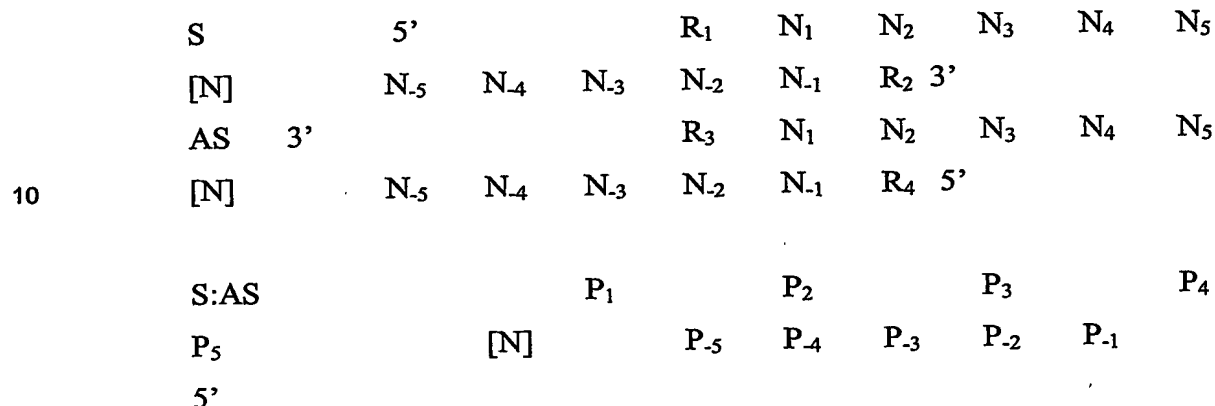 S 5’ R₁ N₁ N₂ N₃ N₄ N₅
[N] N₋₅ N₋₄ N₋₃ N₋₂ N₋₁ R₂ 3’
AS 3’ R₃ N₁ N₂ N₃ N₄ N₅
10 [N] N₋₅ N₋₄ N₋₃ N₋₂ N₋₁ R₄ 5’
S:AS P₁ P₂ P₃ P₄
P₅ [N] P₋₅ P₋₄ P₋₃ P₋₂ P₋₁
5’